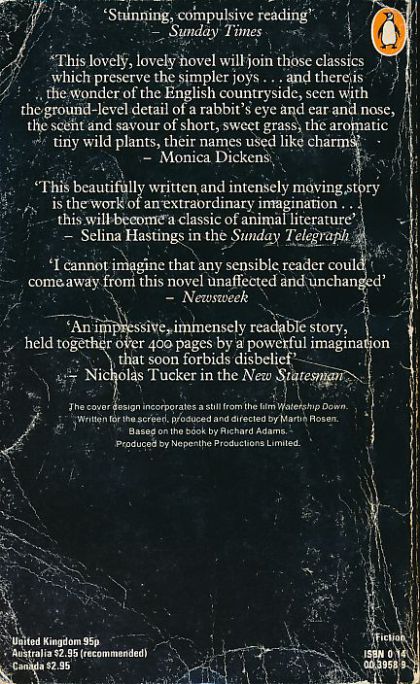 ‘Stunning, compulsive reading’
– Sunday Times
‘This lovely, lovely novel will join those classics
which preserve the simpler joys . . . and there is
the wonder of the English countryside, seen with
the ground-level detail of a rabbit's eye and ear and nose,
the scent and savour of short, sweet grass, the aromatic
tiny wild plants, their names used like charms’
– Monica Dickens
‘This beautifully written and intensely moving story
is the work of an extraordinary imagination . . .
this will become a classic of animal literature’
– Selina Hastings in the Sunday Telegraph
‘I cannot imagine that any sensible reader could
come away from this novel unaffected and unchanged’
– Newsweek
‘An impressive, immensely readable story,
held together over 400 pages by a powerful imagination
that soon forbids disbelief’
– Nicholas Tucker in the New Statesman
The cover design incorporates a still from the film Watership Down.
Written for the screen, produced and directed by Martin Rosen.
Based on the book by Richard Adams.
Produced by Nepenthe Productions Limited.
United Kingdom 95p
Australia $2.95 (recommended)
Canada $2.95
Fiction
ISBN 0 14
00 3958 9